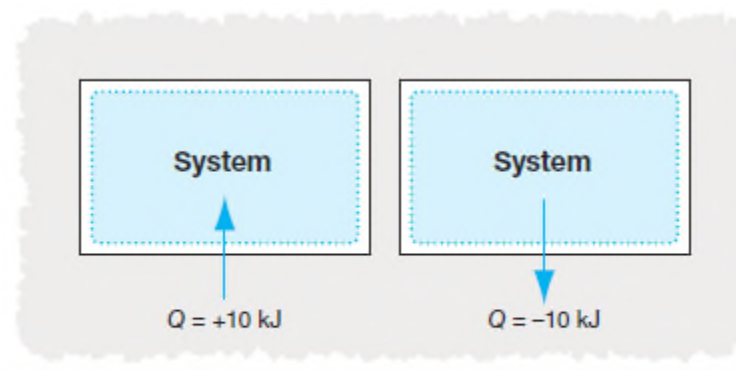 System
System
Q = +10 kJ
Q = –10 kJ